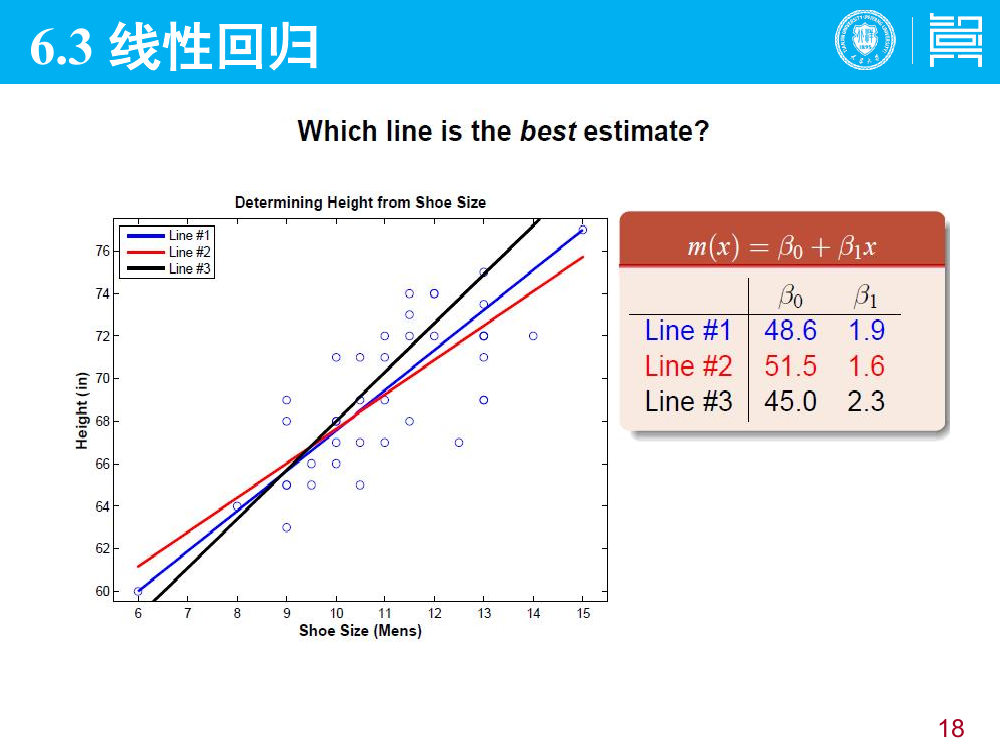 6.3 线性回归
Which line is the best estimate?
Determining Height from Shoe Size
Line #1
Line #2
Line #3
76
74
72
70
68
66
64
62
60
Height (in)
6 7 8 9 10 11 12 13 14 15
Shoe Size (Mens)
m(x) = β₀ + β₁x
β₀ β₁
Line #1 48.6 1.9
Line #2 51.5 1.6
Line #3 45.0 2.3
18